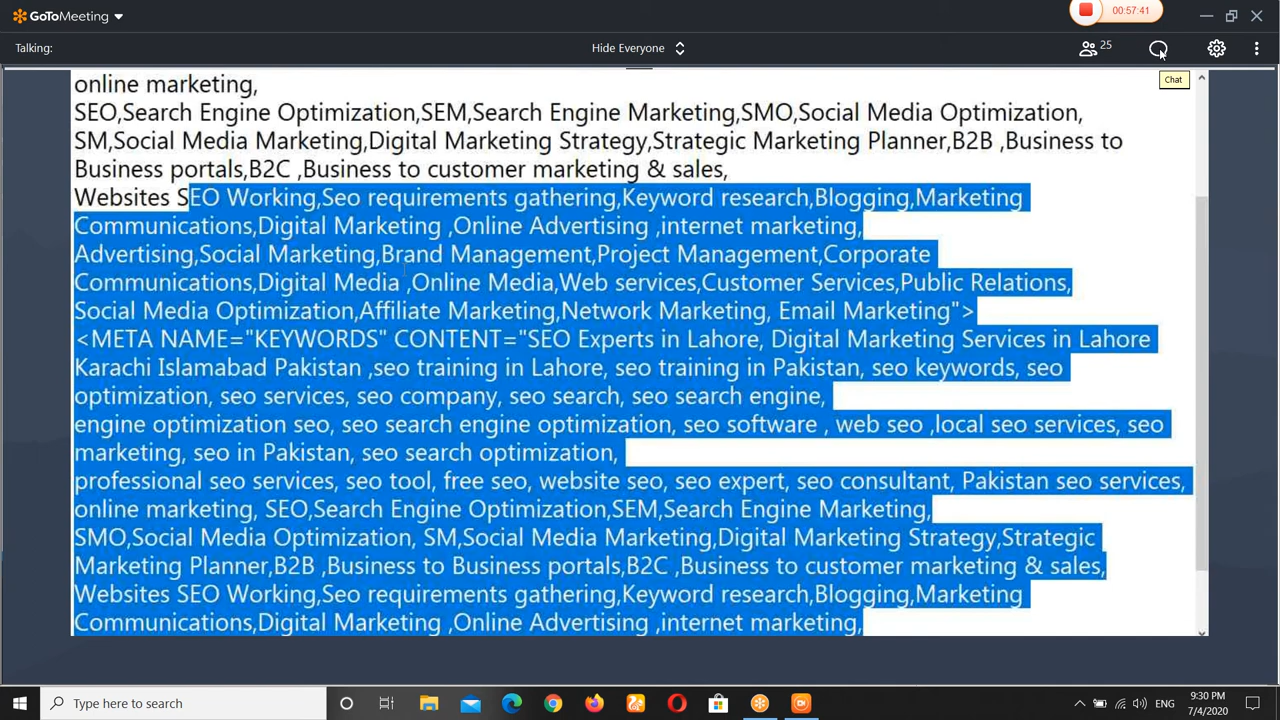 GoToMeeting
00:57:41
Talking:
Hide Everyone
25
Chat
online marketing,
SEO,Search Engine Optimization,SEM,Search Engine Marketing,SMO,Social Media Optimization,
SM,Social Media Marketing,Digital Marketing Strategy,Strategic Marketing Planner,B2B ,Business to
Business portals,B2C ,Business to customer marketing & sales,
Websites SEO Working,Seo requirements gathering,Keyword research,Blogging,Marketing
Communications,Digital Marketing ,Online Advertising ,internet marketing,
Advertising,Social Marketing,Brand Management,Project Management,Corporate
Communications,Digital Media ,Online Media,Web services,Customer Services,Public Relations,
Social Media Optimization,Affiliate Marketing,Network Marketing, Email Marketing">
<META NAME="KEYWORDS" CONTENT="SEO Experts in Lahore, Digital Marketing Services in Lahore
Karachi Islamabad Pakistan ,seo training in Lahore, seo training in Pakistan, seo keywords, seo
optimization, seo services, seo company, seo search, seo search engine,
engine optimization seo, seo search engine optimization, seo software , web seo ,local seo services, seo
marketing, seo in Pakistan, seo search optimization,
professional seo services, seo tool, free seo, website seo, seo expert, seo consultant, Pakistan seo services,
online marketing, SEO,Search Engine Optimization,SEM,Search Engine Marketing,
SMO,Social Media Optimization, SM,Social Media Marketing,Digital Marketing Strategy,Strategic
Marketing Planner,B2B ,Business to Business portals,B2C ,Business to customer marketing & sales,
Websites SEO Working,Seo requirements gathering,Keyword research,Blogging,Marketing
Communications,Digital Marketing ,Online Advertising ,internet marketing,
Type here to search
ENG
9:30 PM
7/4/2020